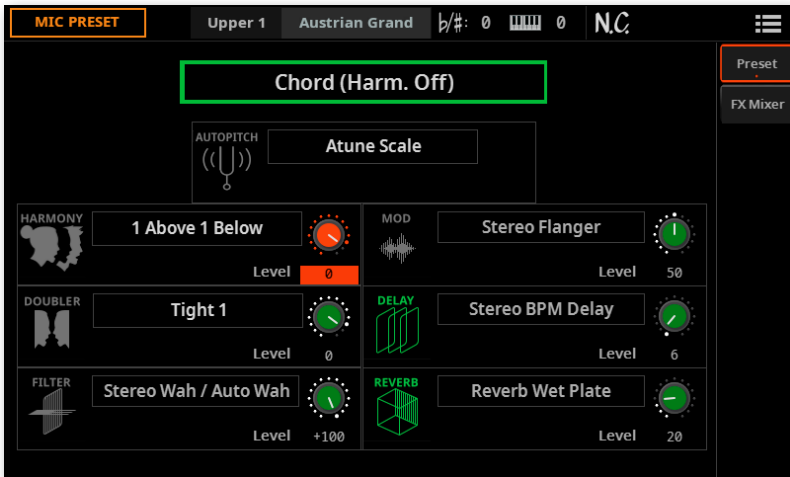 MIC PRESET Upper 1 Austrian Grand ♭/#: 0 0 N.C.
Preset
FX Mixer
Chord (Harm. Off)
AUTOPITCH
Atune Scale
HARMONY
1 Above 1 Below
Level 0
MOD
Stereo Flanger
Level 50
DOUBLER
Tight 1
Level 0
DELAY
Stereo BPM Delay
Level 6
FILTER
Stereo Wah / Auto Wah
Level +100
REVERB
Reverb Wet Plate
Level 20